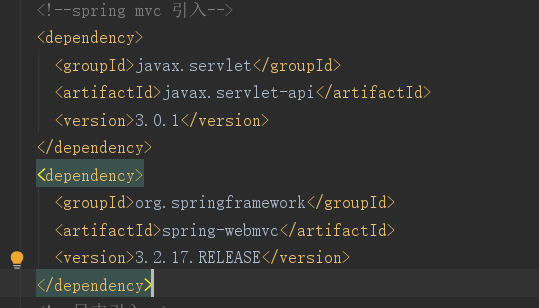 <!--spring mvc 引入-->
<dependency>
<groupId>javax.servlet</groupId>
<artifactId>javax.servlet-api</artifactId>
<version>3.0.1</version>
</dependency>
<dependency>
<groupId>org.springframework</groupId>
<artifactId>spring-webmvc</artifactId>
<version>3.2.17.RELEASE</version>
</dependency>